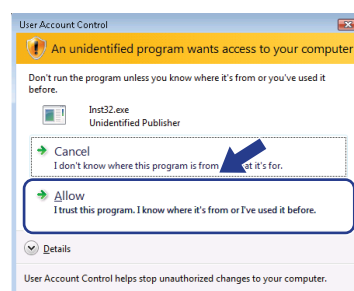 User Account Control
An unidentified program wants access to your computer
Don't run the program unless you know where it's from or you've used it
before.
Inst32.exe
Unidentified Publisher
Cancel
I don't know where this program is from at it's for.
Allow
I trust this program. I know where it's from or I've used it before.
Details
User Account Control helps stop unauthorized changes to your computer.